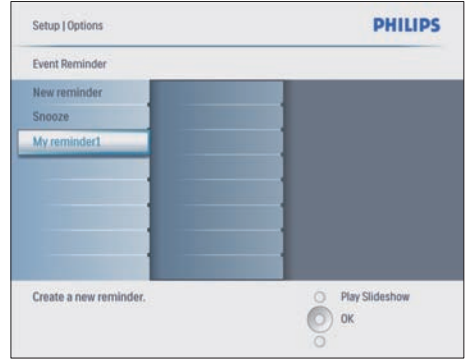 Setup | Options
PHILIPS
Event Reminder
New reminder
Snooze
My reminder1
Create a new reminder.
Play Slideshow
OK